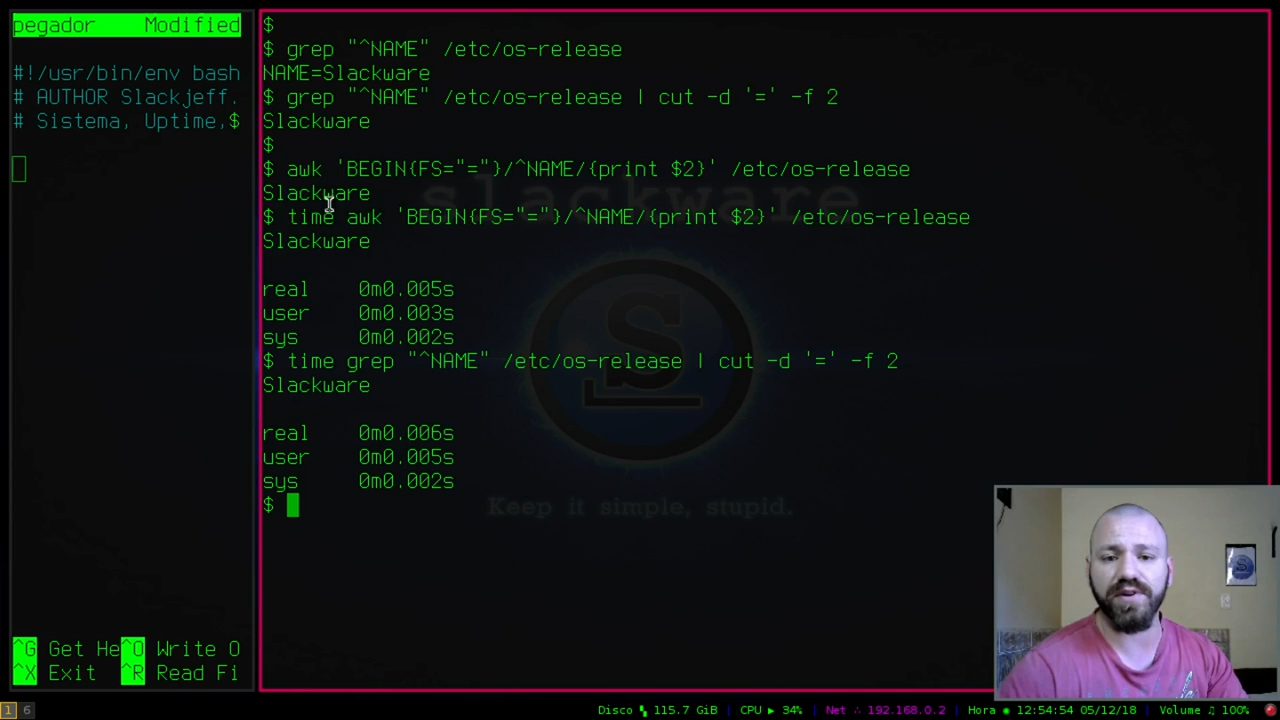 pegador    Modified
#!/usr/bin/env bash
# AUTHOR Slackjeff.
# Sistema, Uptime,$
^G Get He^O Write O
^X Exit  ^R Read Fi
$
$ grep "^NAME" /etc/os-release
NAME=Slackware
$ grep "^NAME" /etc/os-release | cut -d '=' -f 2
Slackware
$
$ awk 'BEGIN{FS="="}/^NAME/{print $2}' /etc/os-release
Slackware
$ time awk 'BEGIN{FS="="}/^NAME/{print $2}' /etc/os-release
Slackware
real    0m0.005s
user    0m0.003s
sys     0m0.002s
$ time grep "^NAME" /etc/os-release | cut -d '=' -f 2
Slackware
real    0m0.006s
user    0m0.005s
sys     0m0.002s
$
slackware
S
Keep it simple, stupid.
1 6
Disco 115.7 GiB | CPU ▶ 34% | Net ∴ 192.168.0.2 | Hora ◉ 12:54:54 05/12/18 | Volume ♫ 100%